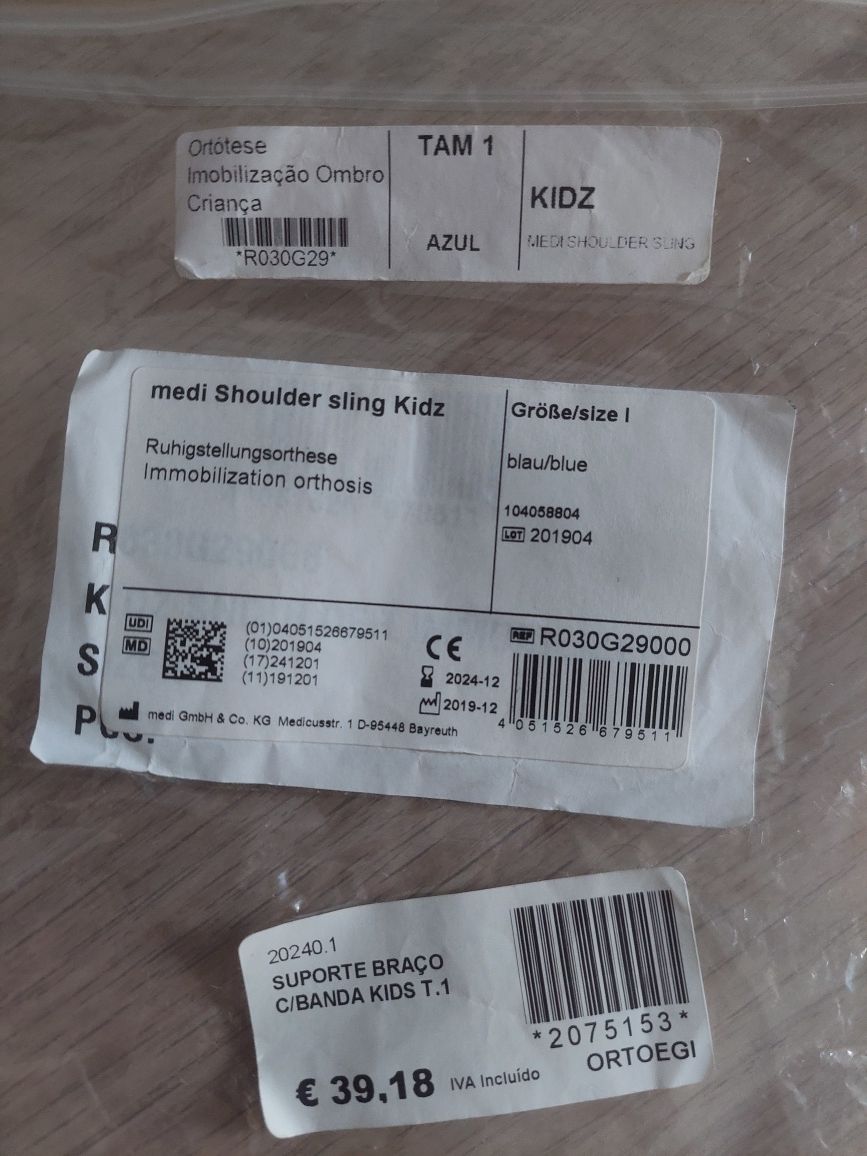 Ortótese
Imobilização Ombro
Criança
*R030G29*
TAM 1
AZUL
KIDZ
MEDI SHOULDER SLING
medi Shoulder sling Kidz
Ruhigstellungsorthese
Immobilization orthosis
Größe/size I
blau/blue
104058804
LOT 201904
R
K
S
UDI
MD
(01)04051526679511
(10)201904
(17)241201
(11)191201
CE
2024-12
2019-12
REF R030G29000
4 051526 679511
medi GmbH & Co. KG Medicusstr. 1 D-95448 Bayreuth
20240.1
SUPORTE BRAÇO
C/BANDA KIDS T.1
*2075153*
ORTOEGI
€ 39,18 IVA Incluído